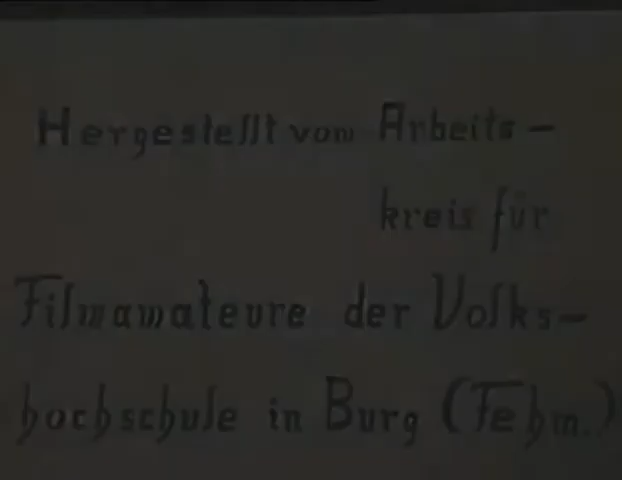 Hergestellt vom Arbeits-
kreis für
Filmamateure der Volks-
hochschule in Burg (Fehm.)